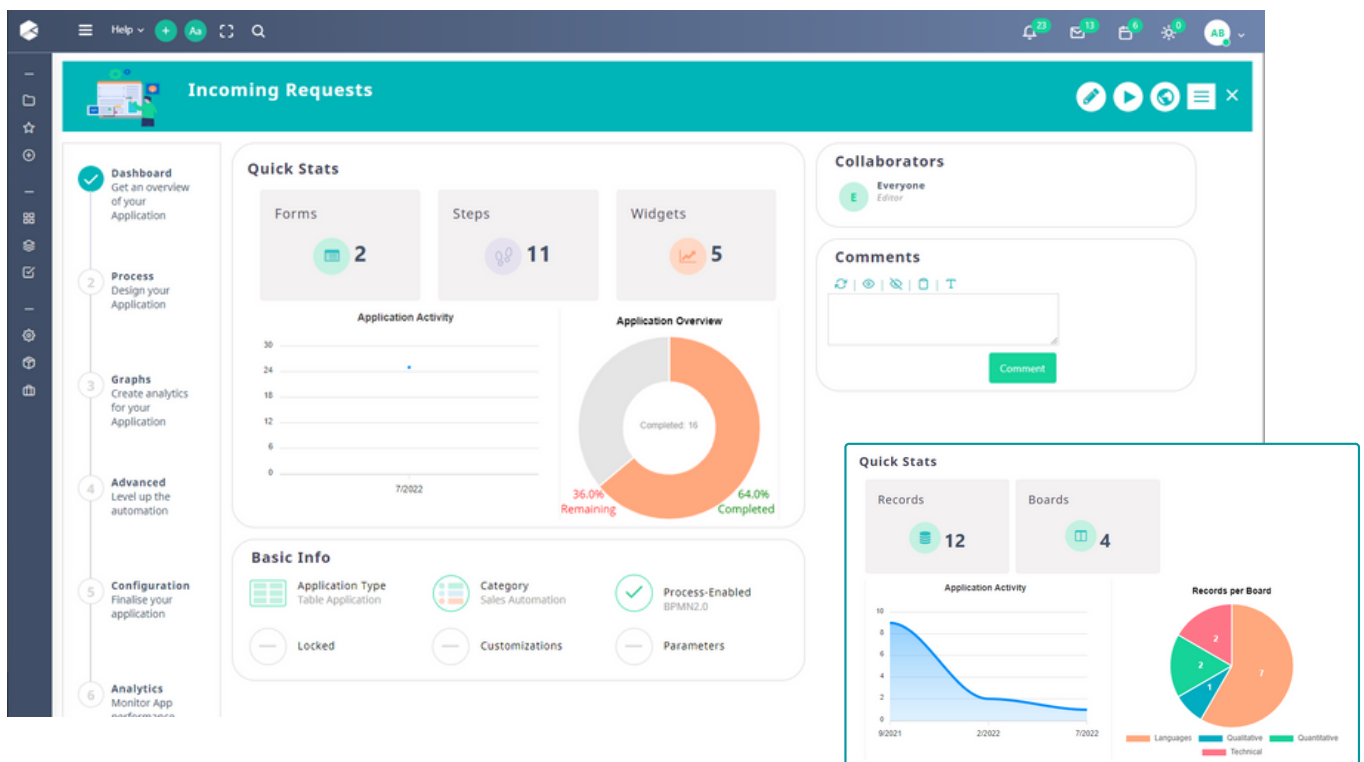 Help
+
Aa
23
13
6
0
AB
Incoming Requests
Dashboard
Get an overview
of your
Application
2
Process
Design your
Application
3
Graphs
Create analytics
for your
Application
4
Advanced
Level up the
automation
5
Configuration
Finalise your
application
6
Analytics
Monitor App
performance
Quick Stats
Forms
2
Steps
11
Widgets
5
Application Activity
30
24
18
12
6
0
7/2022
Application Overview
Completed: 16
36.0%
Remaining
64.0%
Completed
Basic Info
Application Type
Table Application
Category
Sales Automation
Process-Enabled
BPMN2.0
Locked
Customizations
Parameters
Collaborators
E
Everyone
Editor
Comments
| | | | T
Comment
Quick Stats
Records
12
Boards
4
Application Activity
10
8
6
4
2
0
9/2021
2/2022
7/2022
Records per Board
2
2
1
7
Languages Qualitative Quantitative
Technical